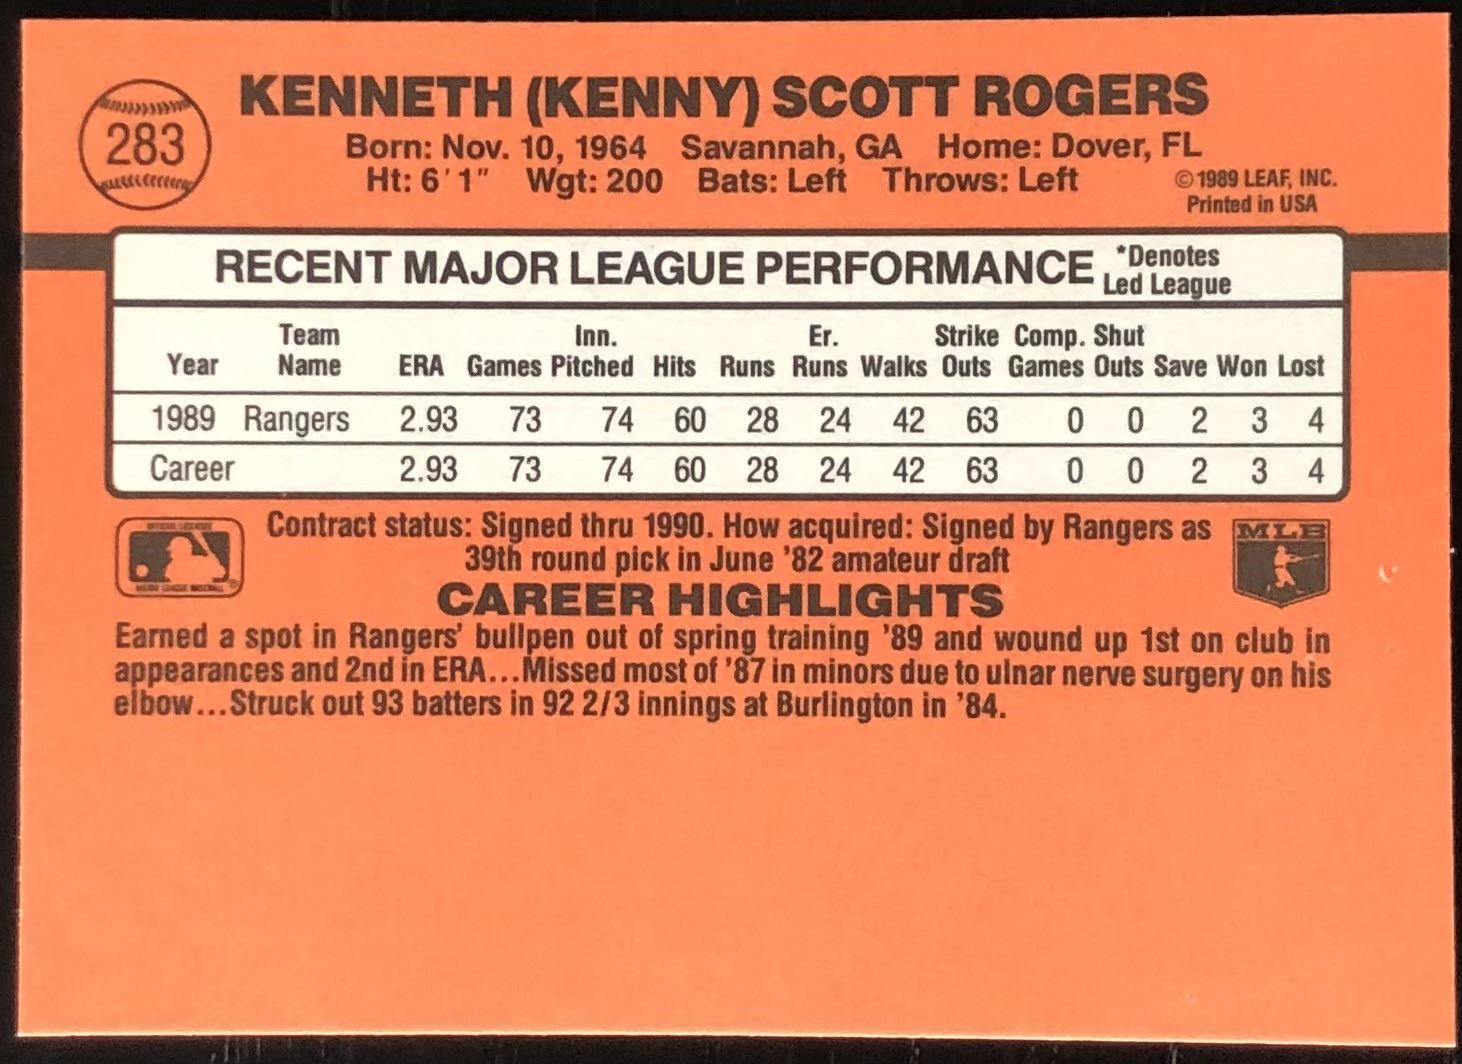 283
KENNETH (KENNY) SCOTT ROGERS
Born: Nov. 10, 1964 Savannah, GA Home: Dover, FL
Ht: 6'1" Wgt: 200 Bats: Left Throws: Left
©1989 LEAF, INC.
Printed in USA
RECENT MAJOR LEAGUE PERFORMANCE *Denotes
Led League
Team Inn. Er. Strike Comp. Shut
Year Name ERA Games Pitched Hits Runs Runs Walks Outs Games Outs Save Won Lost
1989 Rangers 2.93 73 74 60 28 24 42 63 0 0 2 3 4
Career 2.93 73 74 60 28 24 42 63 0 0 2 3 4
Contract status: Signed thru 1990. How acquired: Signed by Rangers as
39th round pick in June '82 amateur draft
MLB
CAREER HIGHLIGHTS
Earned a spot in Rangers' bullpen out of spring training '89 and wound up 1st on club in
appearances and 2nd in ERA...Missed most of '87 in minors due to ulnar nerve surgery on his
elbow...Struck out 93 batters in 92 2/3 innings at Burlington in '84.